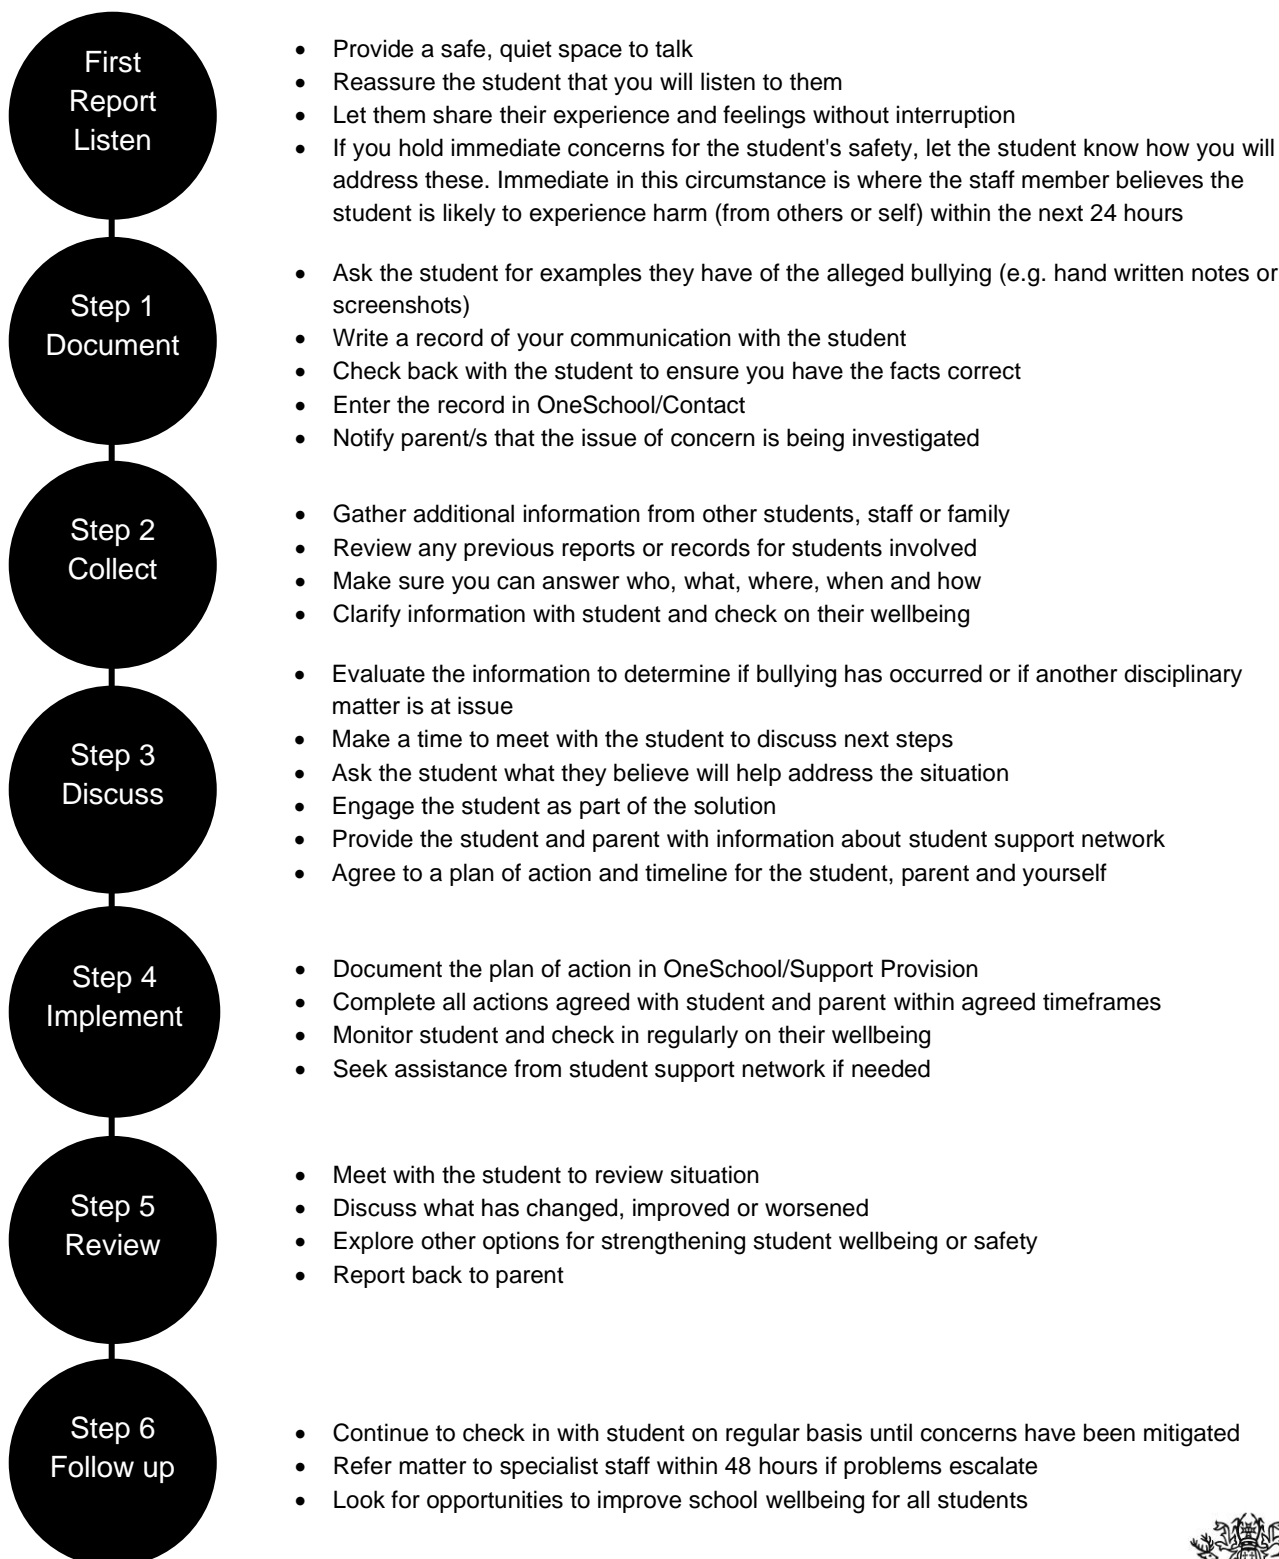 First
Report
Listen
• Provide a safe, quiet space to talk
• Reassure the student that you will listen to them
• Let them share their experience and feelings without interruption
• If you hold immediate concerns for the student's safety, let the student know how you will
address these. Immediate in this circumstance is where the staff member believes the
student is likely to experience harm (from others or self) within the next 24 hours
Step 1
Document
• Ask the student for examples they have of the alleged bullying (e.g. hand written notes or
screenshots)
• Write a record of your communication with the student
• Check back with the student to ensure you have the facts correct
• Enter the record in OneSchool/Contact
• Notify parent/s that the issue of concern is being investigated
Step 2
Collect
• Gather additional information from other students, staff or family
• Review any previous reports or records for students involved
• Make sure you can answer who, what, where, when and how
• Clarify information with student and check on their wellbeing
Step 3
Discuss
• Evaluate the information to determine if bullying has occurred or if another disciplinary
matter is at issue
• Make a time to meet with the student to discuss next steps
• Ask the student what they believe will help address the situation
• Engage the student as part of the solution
• Provide the student and parent with information about student support network
• Agree to a plan of action and timeline for the student, parent and yourself
Step 4
Implement
• Document the plan of action in OneSchool/Support Provision
• Complete all actions agreed with student and parent within agreed timeframes
• Monitor student and check in regularly on their wellbeing
• Seek assistance from student support network if needed
Step 5
Review
• Meet with the student to review situation
• Discuss what has changed, improved or worsened
• Explore other options for strengthening student wellbeing or safety
• Report back to parent
Step 6
Follow up
• Continue to check in with student on regular basis until concerns have been mitigated
• Refer matter to specialist staff within 48 hours if problems escalate
• Look for opportunities to improve school wellbeing for all students